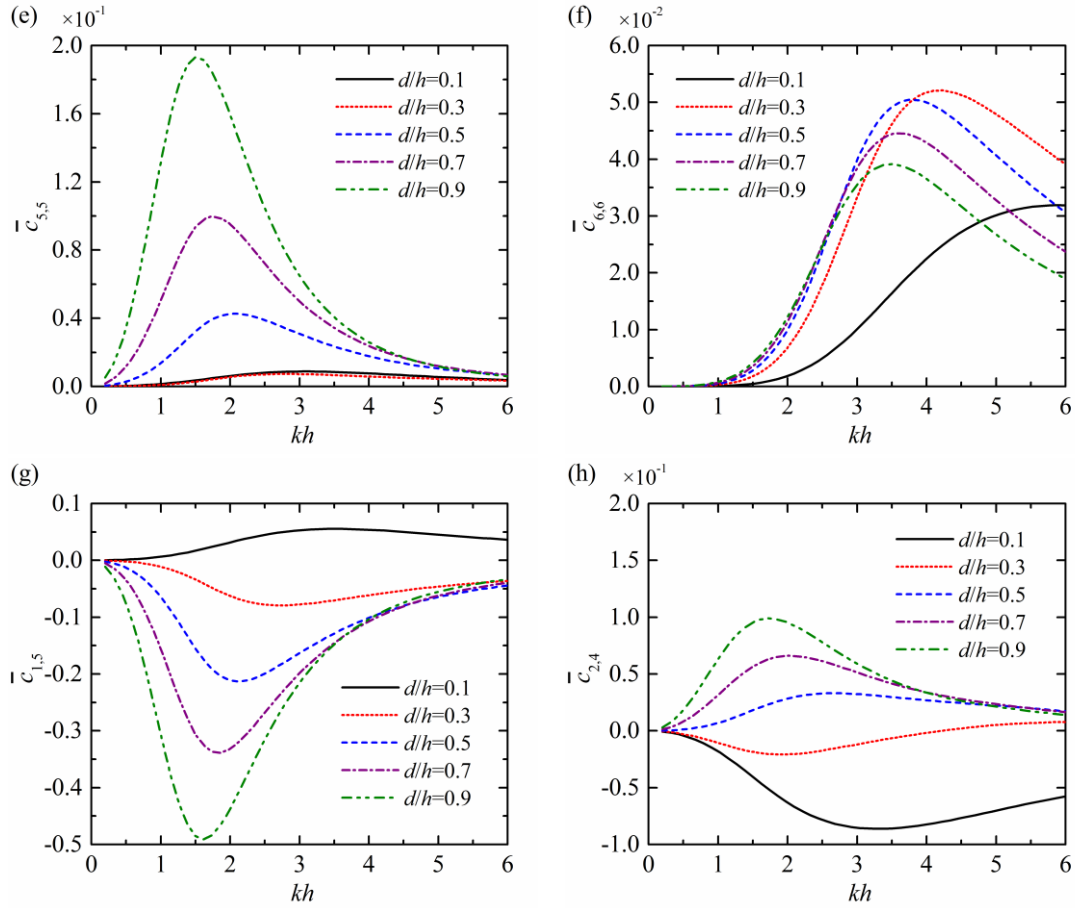 (e)
×10⁻¹
2.0
1.6
1.2
0.8
0.4
0.0
c̄5,5
d/h=0.1
d/h=0.3
d/h=0.5
d/h=0.7
d/h=0.9
0 1 2 3 4 5 6
kh
(f)
×10⁻²
6.0
5.0
4.0
3.0
2.0
1.0
0.0
c̄6,6
d/h=0.1
d/h=0.3
d/h=0.5
d/h=0.7
d/h=0.9
0 1 2 3 4 5 6
kh
(g)
0.1
0.0
-0.1
-0.2
-0.3
-0.4
-0.5
c̄1,5
d/h=0.1
d/h=0.3
d/h=0.5
d/h=0.7
d/h=0.9
0 1 2 3 4 5 6
kh
(h)
×10⁻¹
2.0
1.5
1.0
0.5
0.0
-0.5
-1.0
c̄2,4
d/h=0.1
d/h=0.3
d/h=0.5
d/h=0.7
d/h=0.9
0 1 2 3 4 5 6
kh